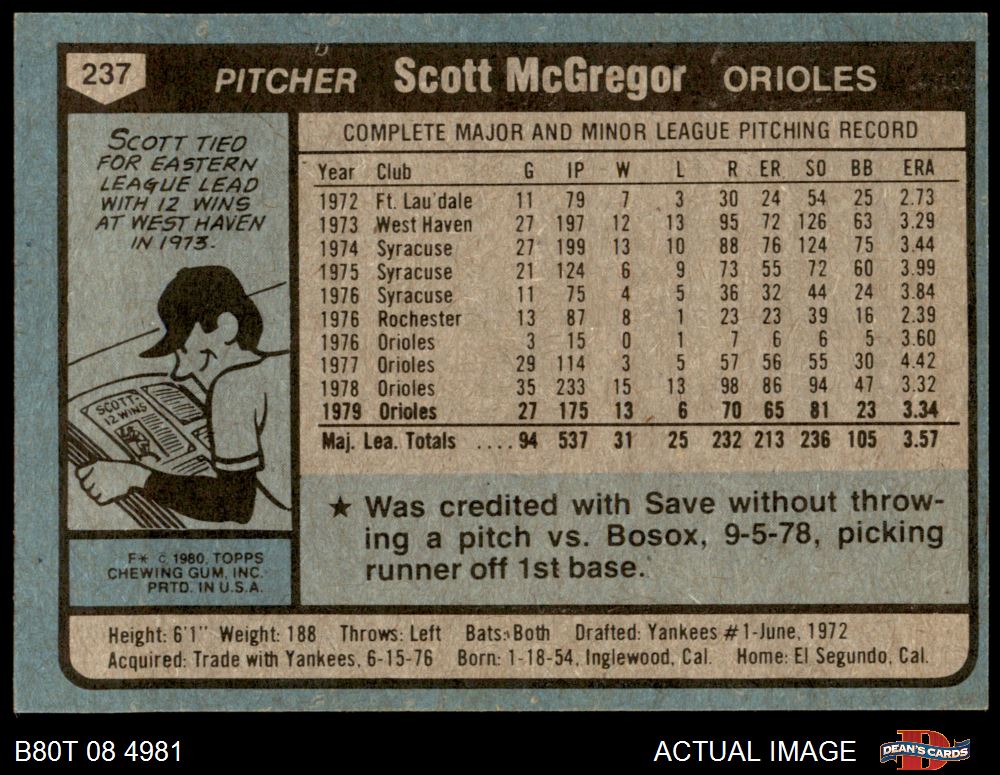 237 PITCHER Scott McGregor ORIOLES
SCOTT TIED
FOR EASTERN
LEAGUE LEAD
WITH 12 WINS
AT WEST HAVEN
IN 1973.
SCOTT-
12 WINS
F* © 1980, TOPPS
CHEWING GUM, INC.
PRTD. IN U.S.A.
COMPLETE MAJOR AND MINOR LEAGUE PITCHING RECORD
Year Club G IP W L R ER SO BB ERA
1972 Ft. Lau'dale 11 79 7 3 30 24 54 25 2.73
1973 West Haven 27 197 12 13 95 72 126 63 3.29
1974 Syracuse 27 199 13 10 88 76 124 75 3.44
1975 Syracuse 21 124 6 9 73 55 72 60 3.99
1976 Syracuse 11 75 4 5 36 32 44 24 3.84
1976 Rochester 13 87 8 1 23 23 39 16 2.39
1976 Orioles 3 15 0 1 7 6 6 5 3.60
1977 Orioles 29 114 3 5 57 56 55 30 4.42
1978 Orioles 35 233 15 13 98 86 94 47 3.32
1979 Orioles 27 175 13 6 70 65 81 23 3.34
Maj. Lea. Totals .... 94 537 31 25 232 213 236 105 3.57
★ Was credited with Save without throw-
ing a pitch vs. Bosox, 9-5-78, picking
runner off 1st base.
Height: 6'1" Weight: 188 Throws: Left Bats: Both Drafted: Yankees #1-June, 1972
Acquired: Trade with Yankees, 6-15-76 Born: 1-18-54, Inglewood, Cal. Home: El Segundo, Cal.
B80T 08 4981 ACTUAL IMAGE DEAN'S CARDS